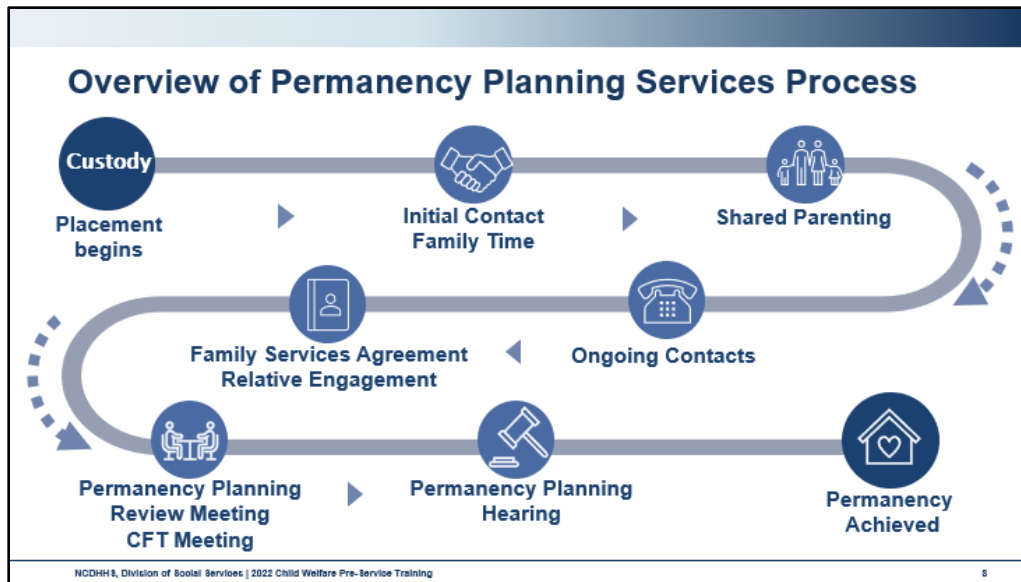 Overview of Permanency Planning Services Process
Custody
Placement
begins
Initial Contact
Family Time
Shared Parenting
Ongoing Contacts
Family Services Agreement
Relative Engagement
Permanency Planning
Review Meeting
CFT Meeting
Permanency Planning
Hearing
Permanency
Achieved
NCDHHS, Division of Social Services | 2022 Child Welfare Pre-Service Training
8